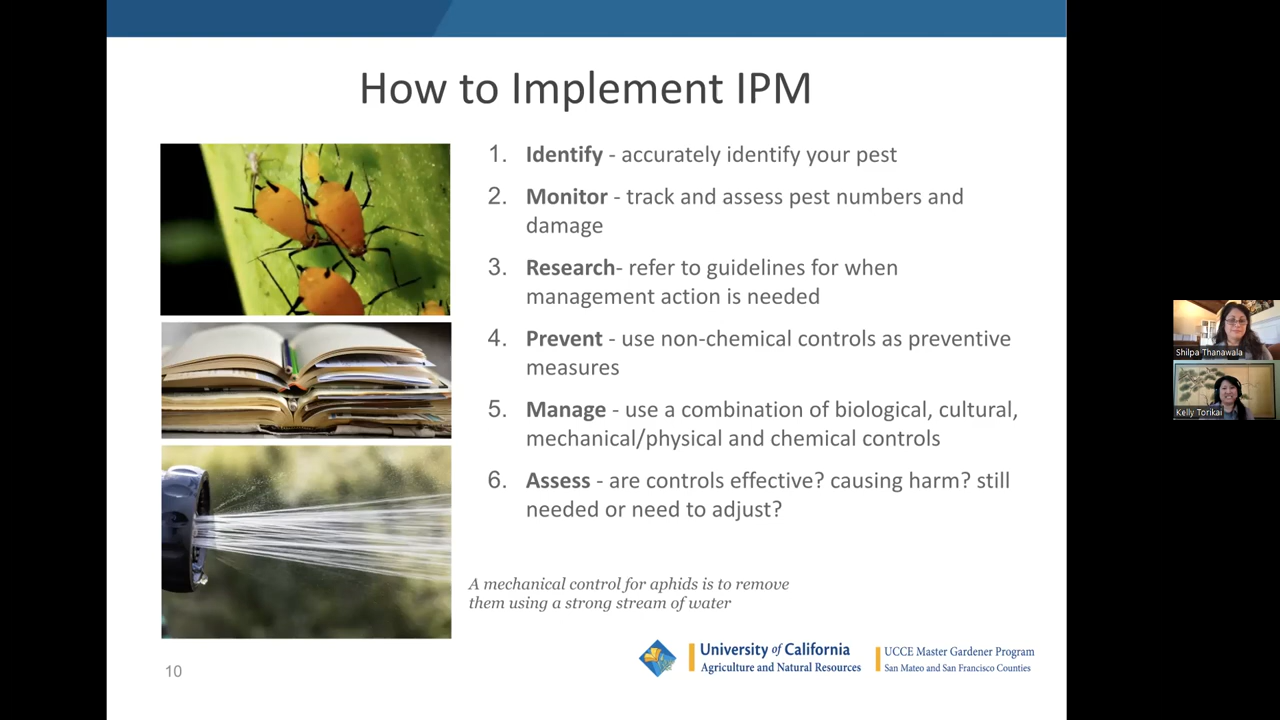 How to Implement IPM
1. Identify - accurately identify your pest
2. Monitor - track and assess pest numbers and
damage
3. Research- refer to guidelines for when
management action is needed
4. Prevent - use non-chemical controls as preventive
measures
5. Manage - use a combination of biological, cultural,
mechanical/physical and chemical controls
6. Assess - are controls effective? causing harm? still
needed or need to adjust?
A mechanical control for aphids is to remove
them using a strong stream of water
10
University of California
Agriculture and Natural Resources
UCCE Master Gardener Program
San Mateo and San Francisco Counties
Shilpa Thanawala
Kelly Torikai